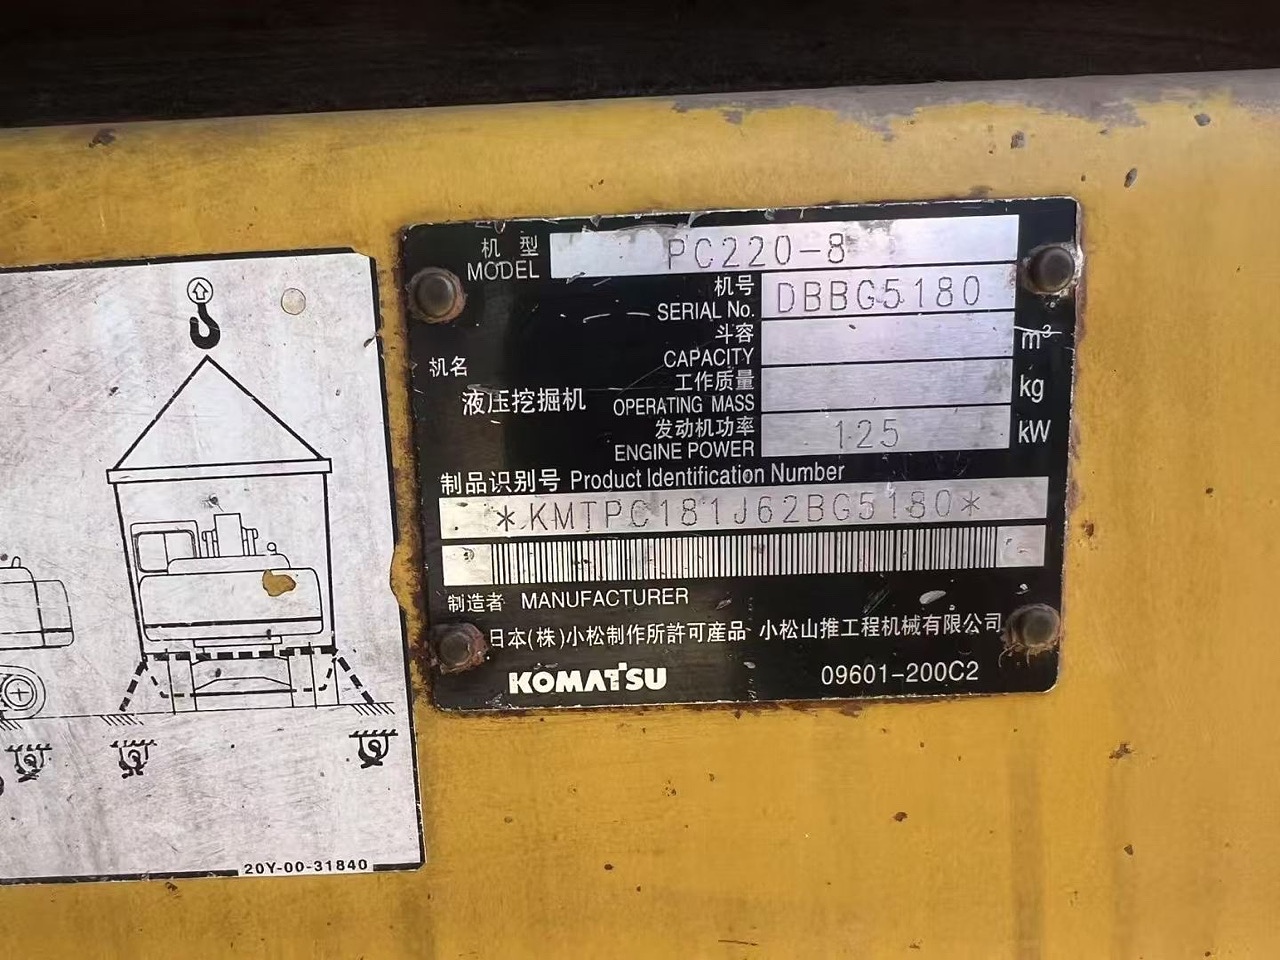 机型
MODEL PC220-8
机号
SERIAL No. DBBG5180
斗容
CAPACITY m³
机名
液压挖掘机
工作质量
OPERATING MASS kg
发动机功率
ENGINE POWER 125 kW
制品识别号 Product Identification Number
*KMTPC181J62BG5180*
制造者 MANUFACTURER
日本(株)小松制作所許可産品 小松山推工程机械有限公司
KOMATSU 09601-200C2
20Y-00-31840